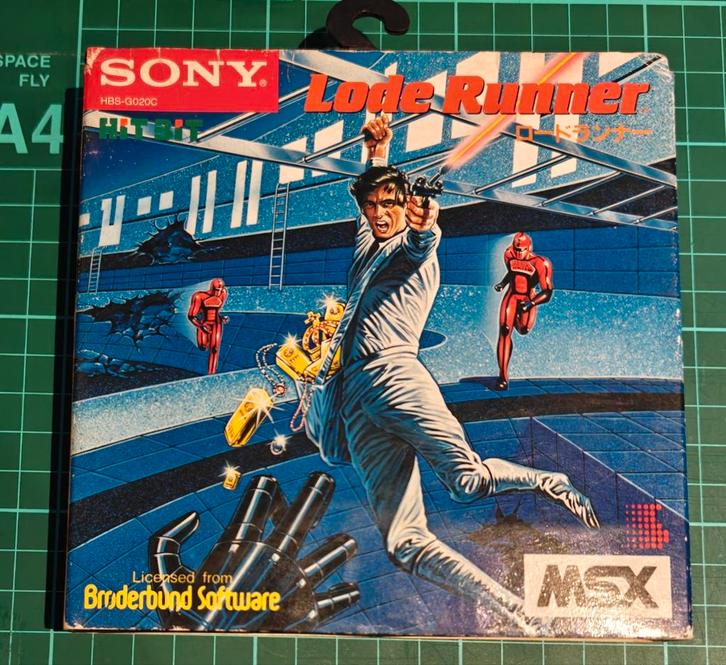 SPACE
FLY
A4
SONY®
HBS-G020C
HiT BiT
Lode Runner
ロードランナー
Licensed from
Brøderbund Software
MSX